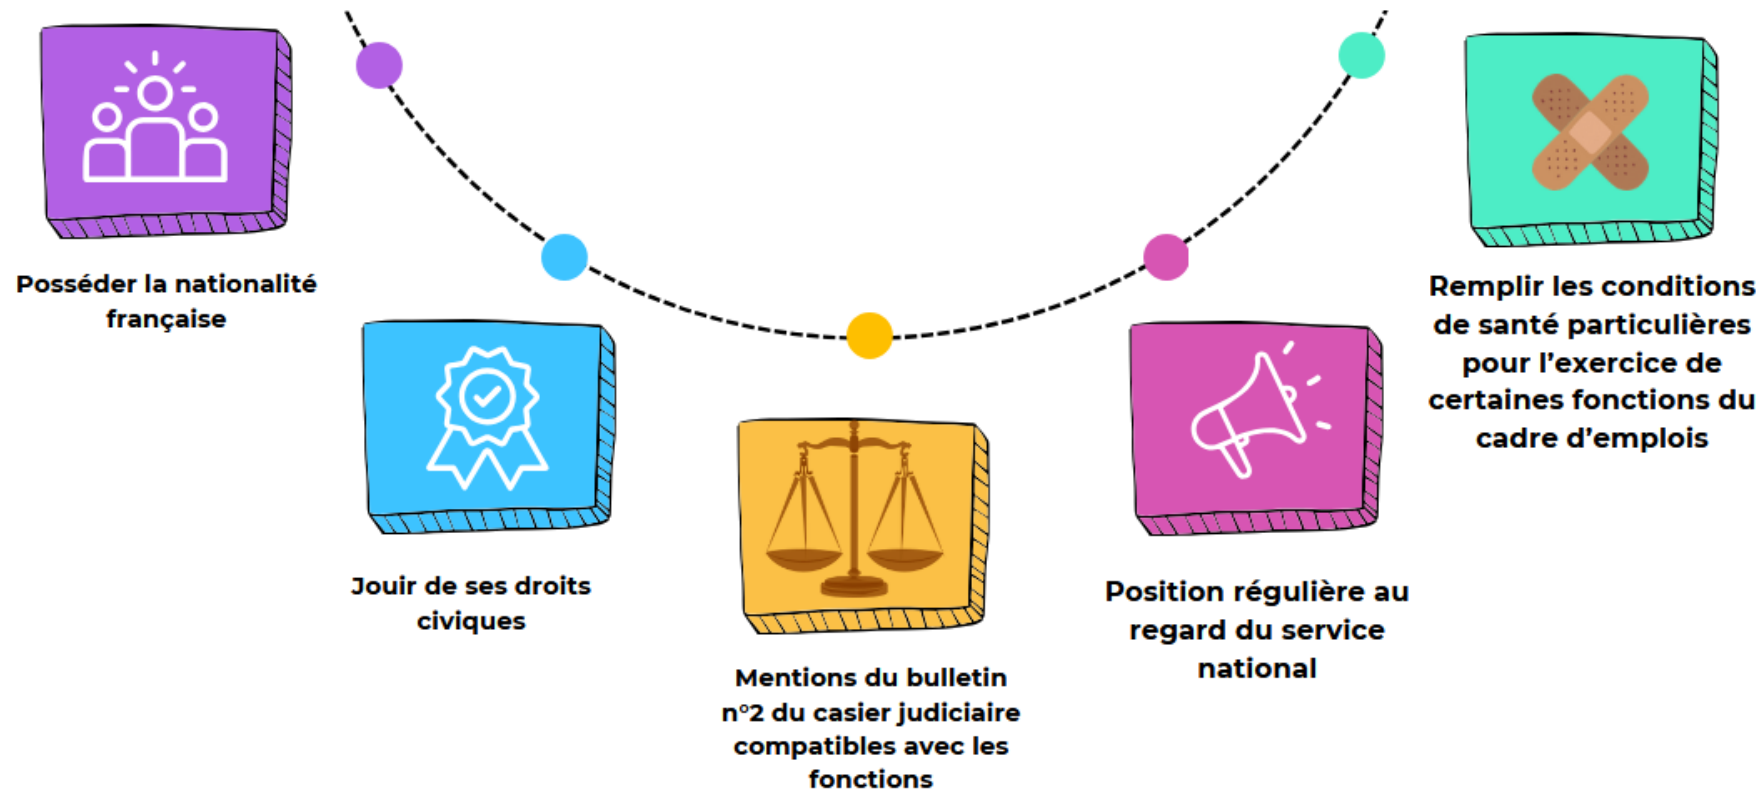 Posséder la nationalité
française
Jouir de ses droits
civiques
Mentions du bulletin
n°2 du casier judiciaire
compatibles avec les
fonctions
Position régulière au
regard du service
national
Remplir les conditions
de santé particulières
pour l'exercice de
certaines fonctions du
cadre d'emplois